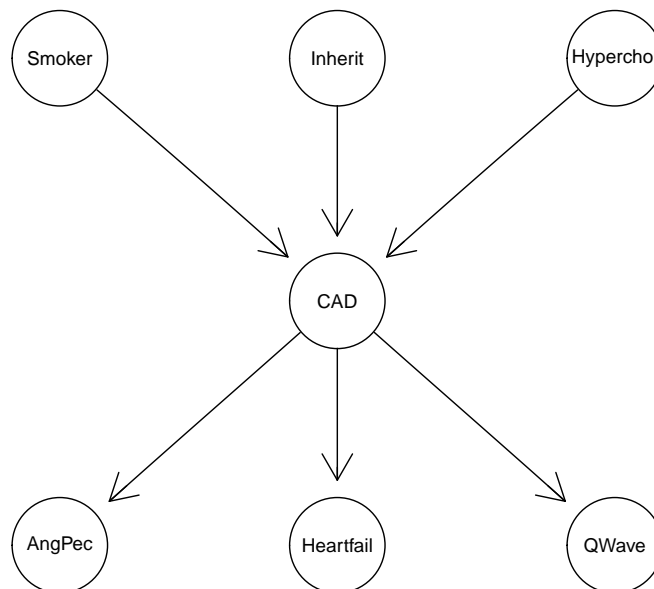 Smoker
Inherit
Hypercho
CAD
AngPec
Heartfail
QWave